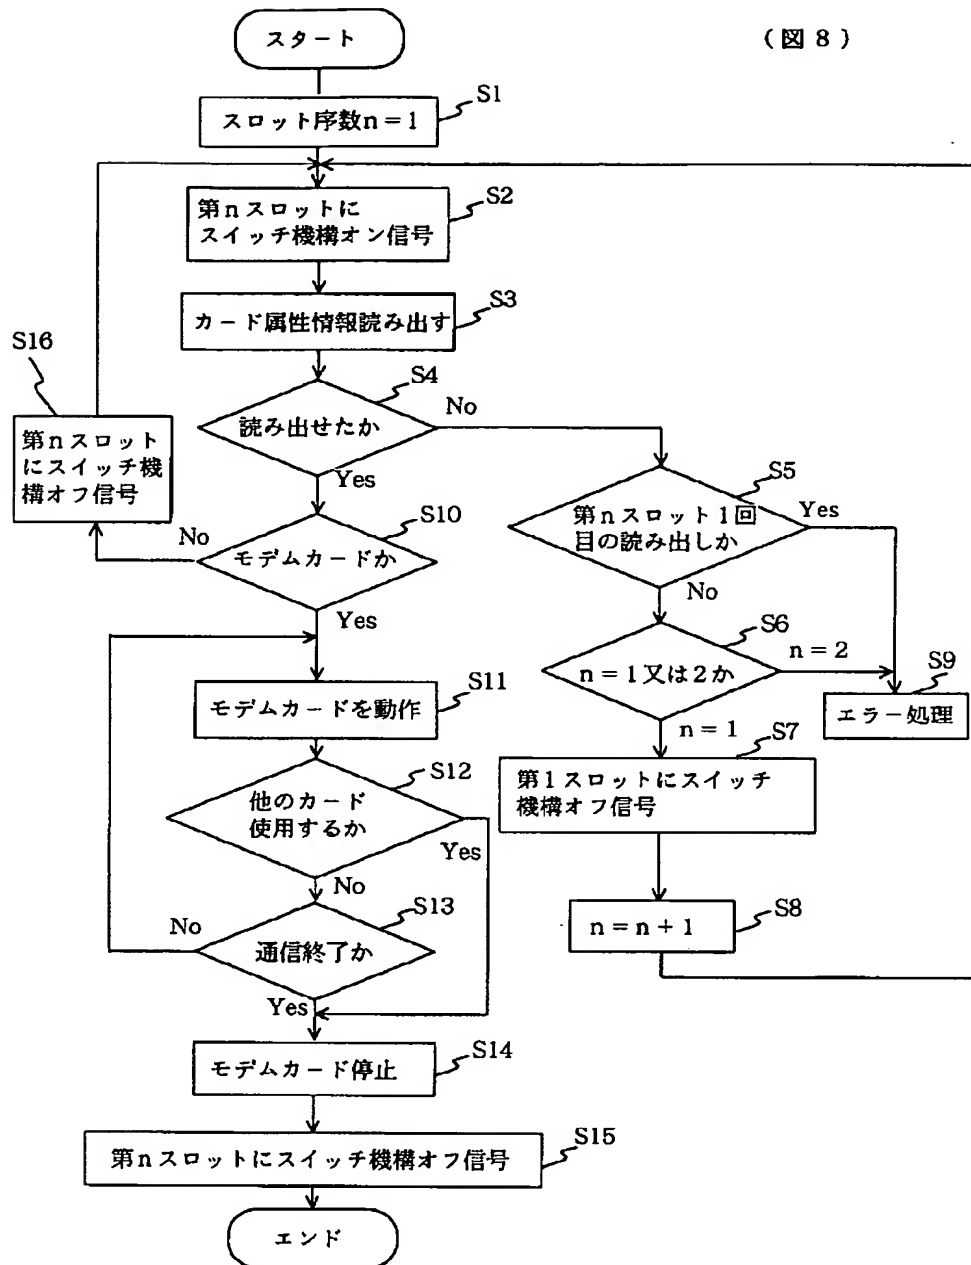 (図8)
スタート
S1
スロット序数n=1
S2
第nスロットに
スイッチ機構オン信号
S3
カード属性情報読み出す
S4
読み出せたか
No
Yes
S16
第nスロット
にスイッチ機
構オフ信号
S5
第nスロット1回
目の読み出しか
Yes
No
S10
モデムカードか
No
Yes
S6
n=1又は2か
n=2
n=1
S9
エラー処理
S11
モデムカードを動作
S7
第1スロットにスイッチ
機構オフ信号
S12
他のカード
使用するか
Yes
No
S8
n=n+1
S13
通信終了か
No
Yes
S14
モデムカード停止
S15
第nスロットにスイッチ機構オフ信号
エンド